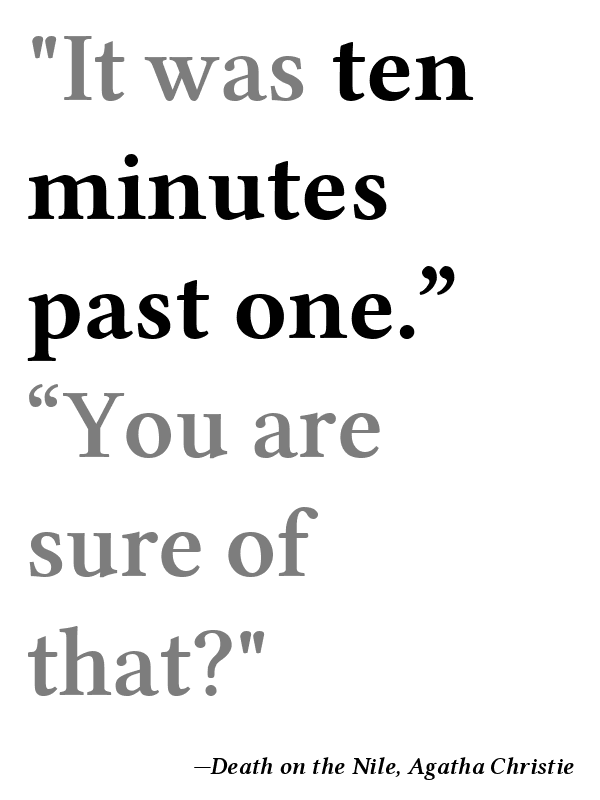 "It was ten
minutes
past one.”
“You are
sure of
that?"
—Death on the Nile, Agatha Christie